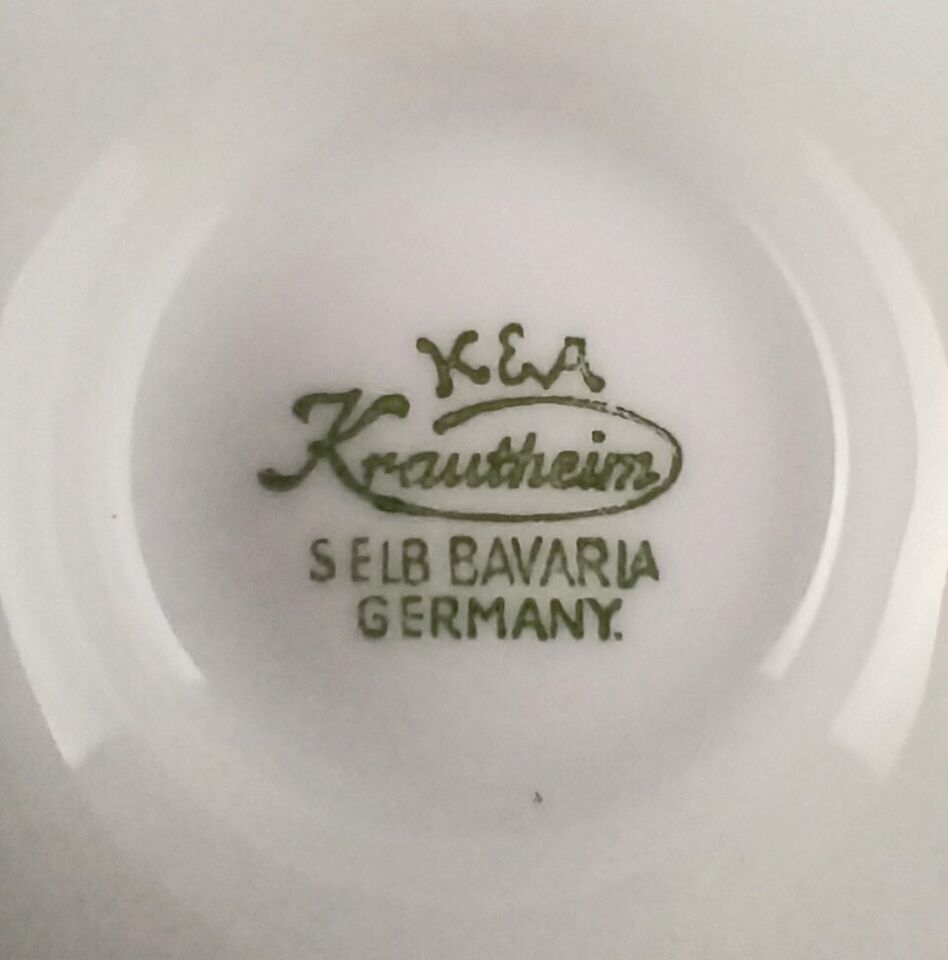 K&A
Krautheim
SELB BAVARIA
GERMANY.